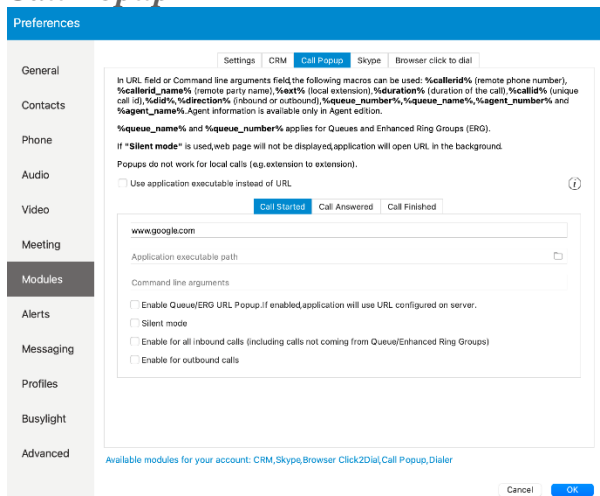 Preferences
General
Contacts
Phone
Audio
Video
Meeting
Modules
Alerts
Messaging
Profiles
Busylight
Advanced
Settings CRM Call Popup Skype Browser click to dial
In URL field or Command line arguments field,the following macros can be used: %callerid% (remote phone number),
%callerid_name% (remote party name),%ext% (local extension),%duration% (duration of the call),%callid% (unique
call id),%did%,%direction% (inbound or outbound),%queue_number%,%queue_name%,%agent_number% and
%agent_name%.Agent information is available only in Agent edition.
%queue_name% and %queue_number% applies for Queues and Enhanced Ring Groups (ERG).
If "Silent mode" is used,web page will not be displayed,application will open URL in the background.
Popups do not work for local calls (e.g.extension to extension).
Use application executable instead of URL
Call Started Call Answered Call Finished
www.google.com
Application executable path
Command line arguments
Enable Queue/ERG URL Popup.If enabled,application will use URL configured on server.
Silent mode
Enable for all inbound calls (including calls not coming from Queue/Enhanced Ring Groups)
Enable for outbound calls
Available modules for your account: CRM,Skype,Browser Click2Dial,Call Popup,Dialer
Cancel OK